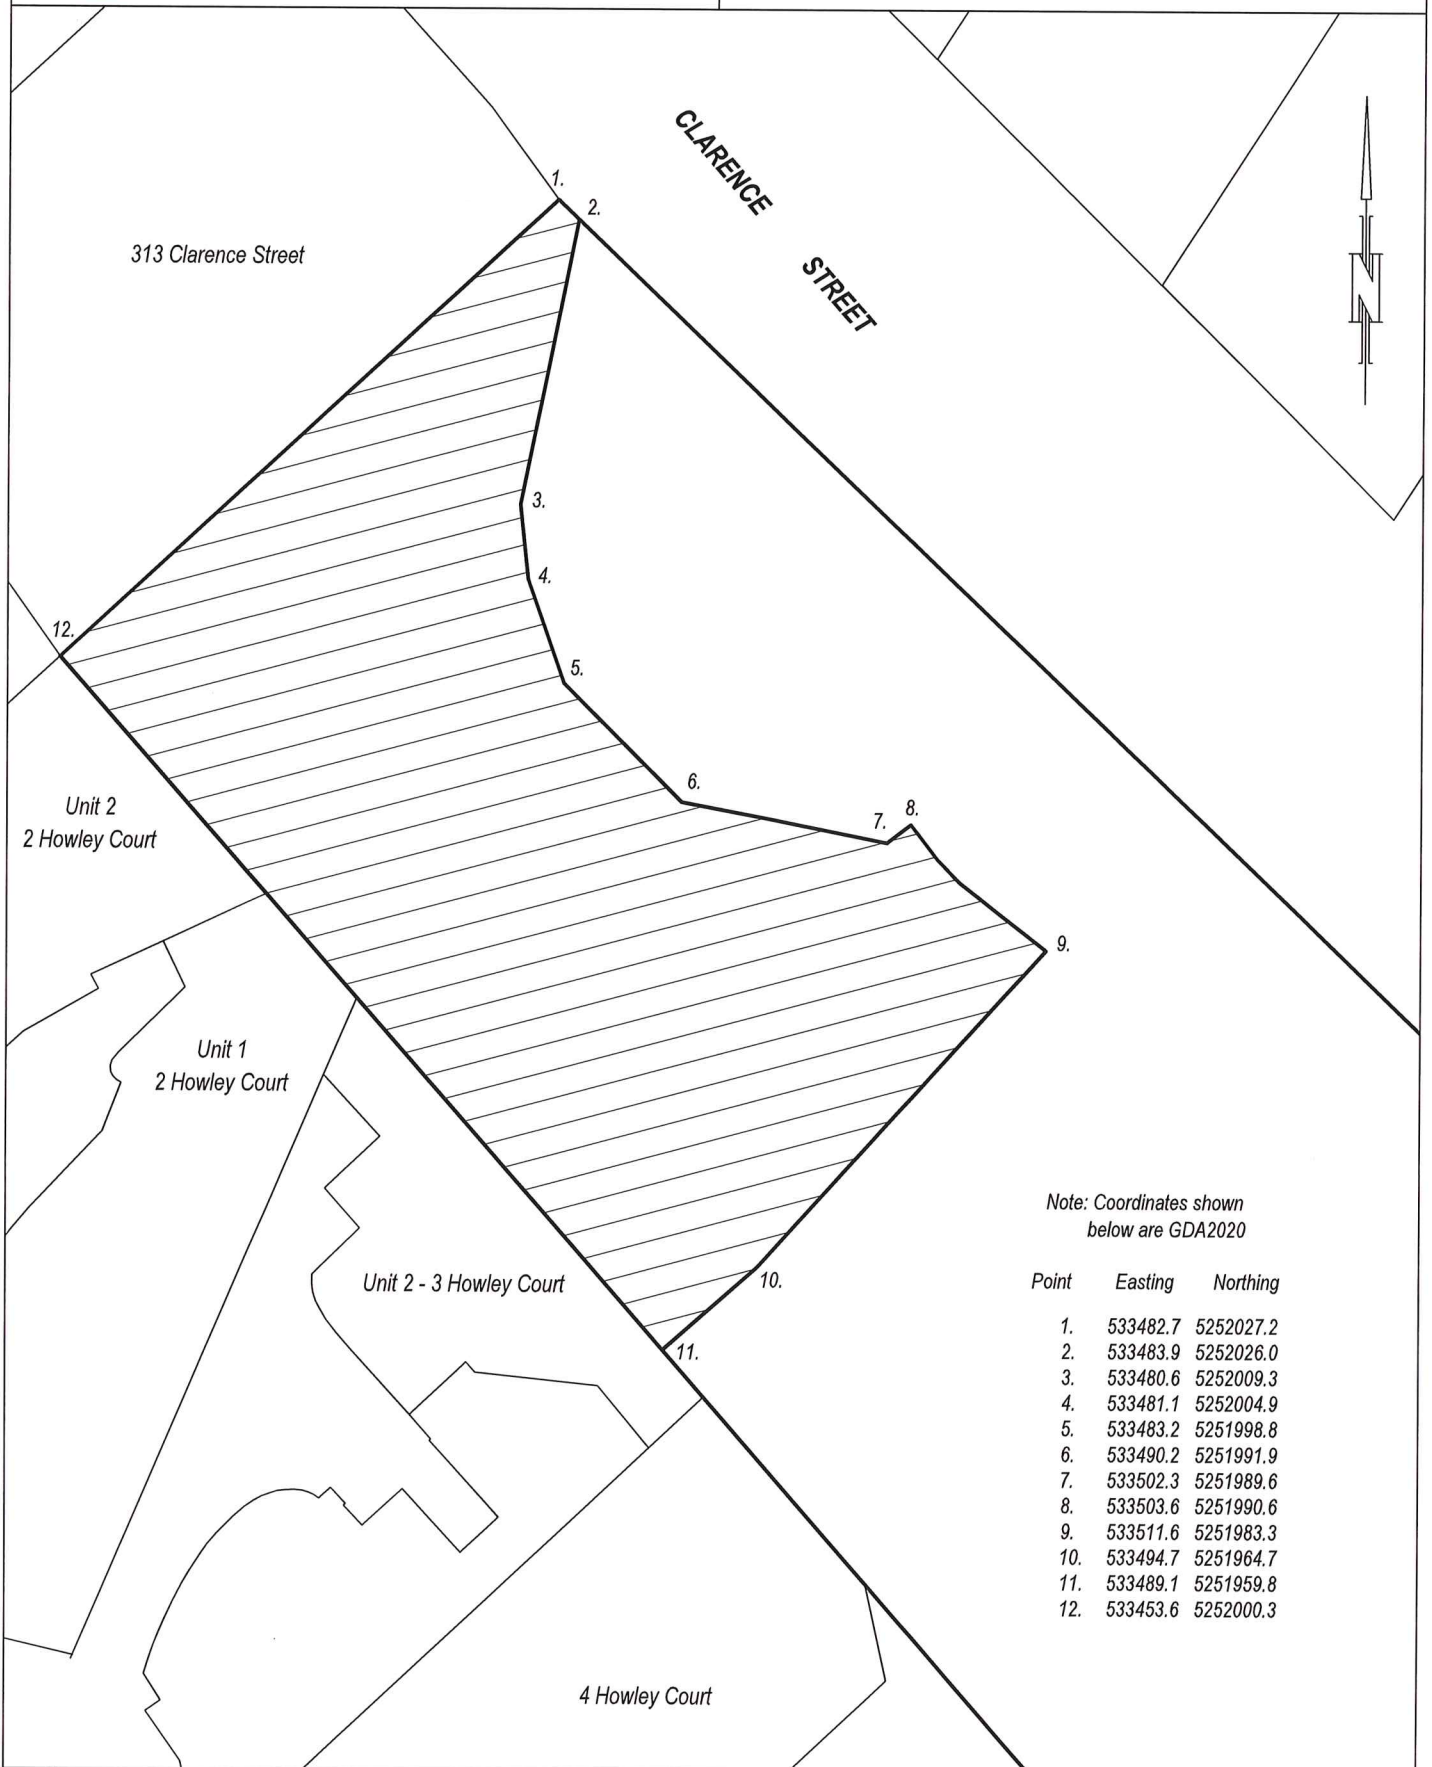 CLARENCE
STREET
1.
2.
313 Clarence Street
N
3.
4.
12.
5.
6.
7.
8.
Unit 2
2 Howley Court
9.
Unit 1
2 Howley Court
Unit 2 - 3 Howley Court
10.
11.
4 Howley Court
Note: Coordinates shown
below are GDA2020
Point Easting Northing
1. 533482.7 5252027.2
2. 533483.9 5252026.0
3. 533480.6 5252009.3
4. 533481.1 5252004.9
5. 533483.2 5251998.8
6. 533490.2 5251991.9
7. 533502.3 5251989.6
8. 533503.6 5251990.6
9. 533511.6 5251983.3
10. 533494.7 5251964.7
11. 533489.1 5251959.8
12. 533453.6 5252000.3